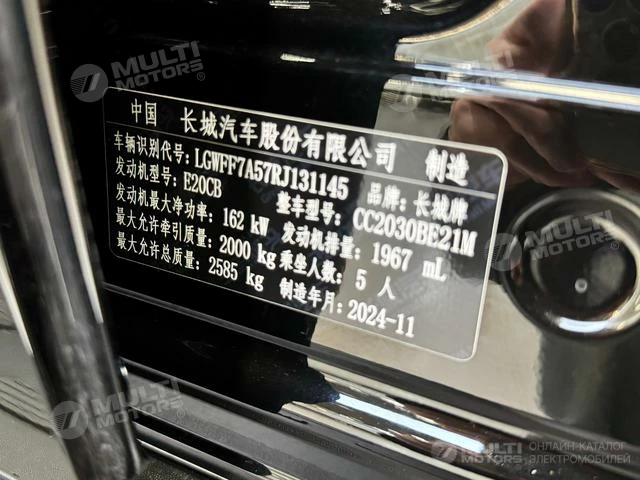 MULTI MOTORS
MULTI MOTORS
中国 长城汽车股份有限公司 制造
车辆识别代号: LGWFF7A57RJ131145 品牌: 长城牌
发动机型号: E20CB 整车型号: CC2030BE21M
发动机最大净功率: 162 kW 发动机排量: 1967 mL
最大允许牵引质量: 2000 kg 乘坐人数: 5 人
最大允许总质量: 2585 kg 制造年月: 2024-11
MULTI MOTORS
MULTI MOTORS
MULTI MOTORS ОНЛАЙН-КАТАЛОГ ЭЛЕКТРОМОБИЛЕЙ